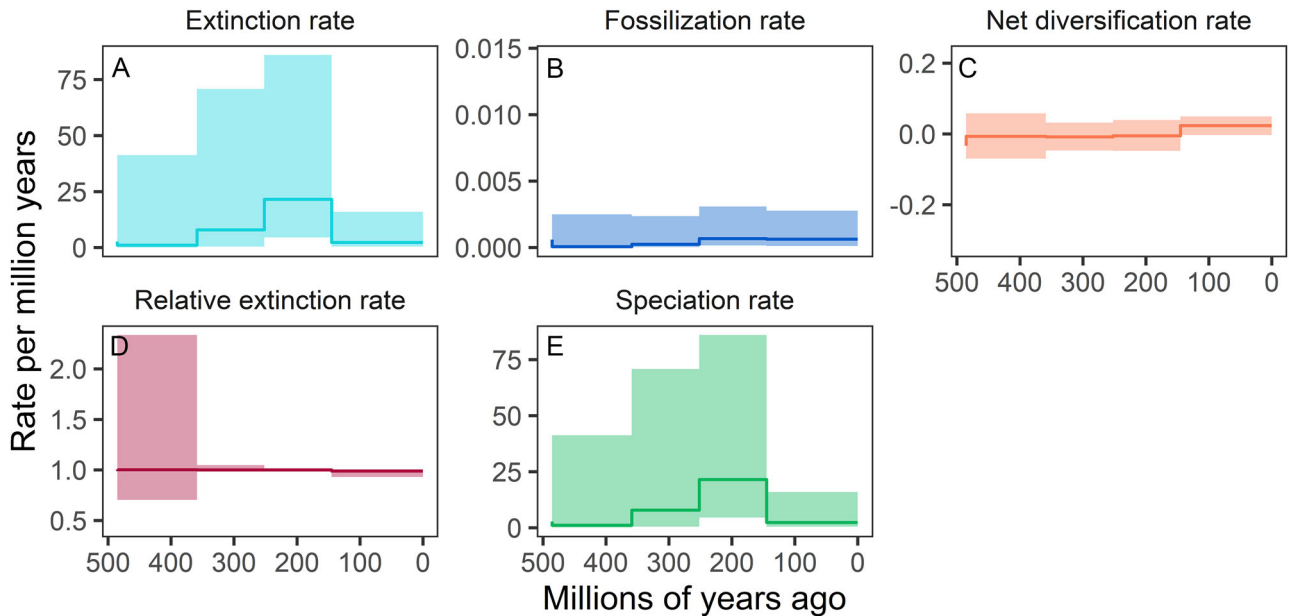 Extinction rate
Fossilization rate
Net diversification rate
A
75
50
25
0
B
0.015
0.010
0.005
0.000
C
0.2
0.0
-0.2
500 400 300 200 100 0
Rate per million years
Relative extinction rate
Speciation rate
D
2.0
1.5
1.0
0.5
500 400 300 200 100 0
E
75
50
25
0
500 400 300 200 100 0
Millions of years ago